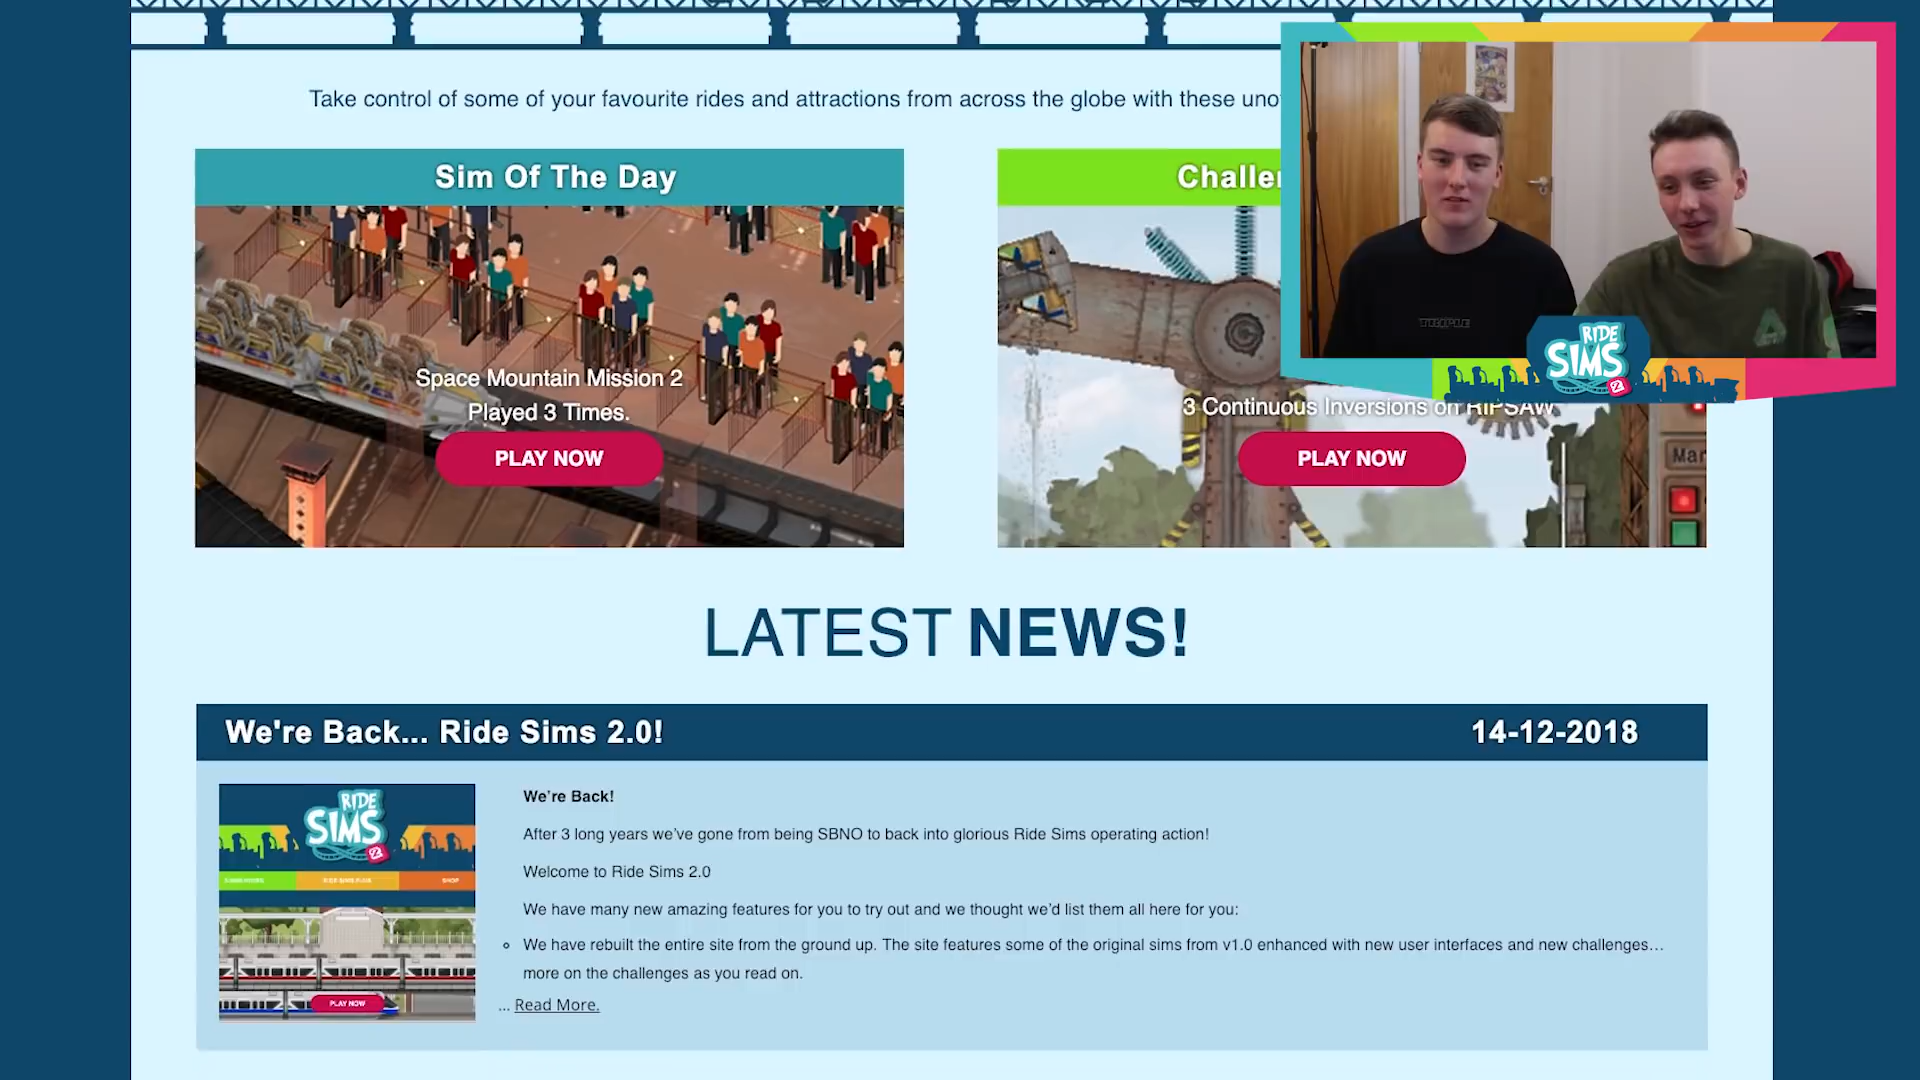 Take control of some of your favourite rides and attractions from across the globe with these
Sim Of The Day
Space Mountain Mission 2
Played 3 Times.
PLAY NOW
3 Continuous Inversions on RIPSAW
PLAY NOW
RIDE
SIMS
2
LATEST NEWS!
We're Back... Ride Sims 2.0!
14-12-2018
RIDE
SIMS
2
RIDE SIMS PLUS
SHOP
PLAY NOW
We're Back!
After 3 long years we've gone from being SBNO to back into glorious Ride Sims operating action!
Welcome to Ride Sims 2.0
We have many new amazing features for you to try out and we thought we'd list them all here for you:
We have rebuilt the entire site from the ground up. The site features some of the original sims from v1.0 enhanced with new user interfaces and new challenges…
more on the challenges as you read on.
... Read More.